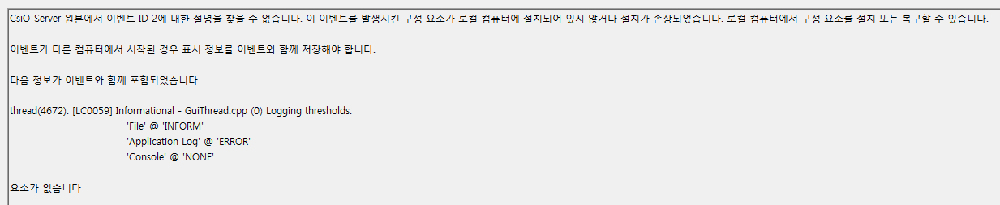 CsiO_Server 원본에서 이벤트 ID 2에 대한 설명을 찾을 수 없습니다. 이 이벤트를 발생시킨 구성 요소가 로컬 컴퓨터에 설치되어 있지 않거나 설치가 손상되었습니다. 로컬 컴퓨터에서 구성 요소를 설치 또는 복구할 수 있습니다.
이벤트가 다른 컴퓨터에서 시작된 경우 표시 정보를 이벤트와 함께 저장해야 합니다.
다음 정보가 이벤트와 함께 포함되었습니다.
thread(4672): [LC0059] Informational - GuiThread.cpp (0) Logging thresholds:
'File' @ 'INFORM'
'Application Log' @ 'ERROR'
'Console' @ 'NONE'
요소가 없습니다